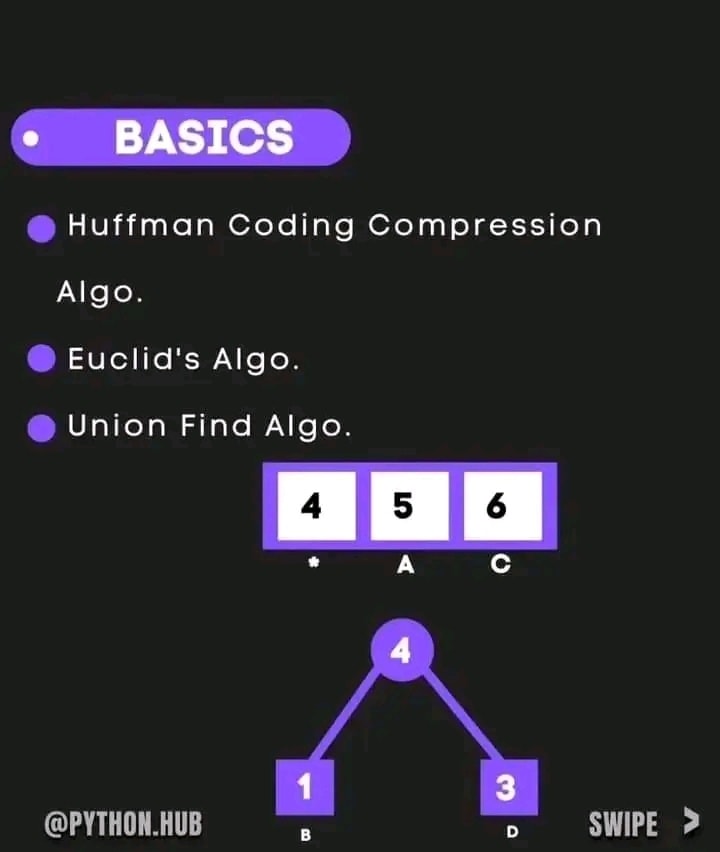 BASICS
Huffman Coding Compression
Algo.
Euclid's Algo.
Union Find Algo.
4 5 6
* A C
4
1 3
B D
@PYTHON.HUB SWIPE >